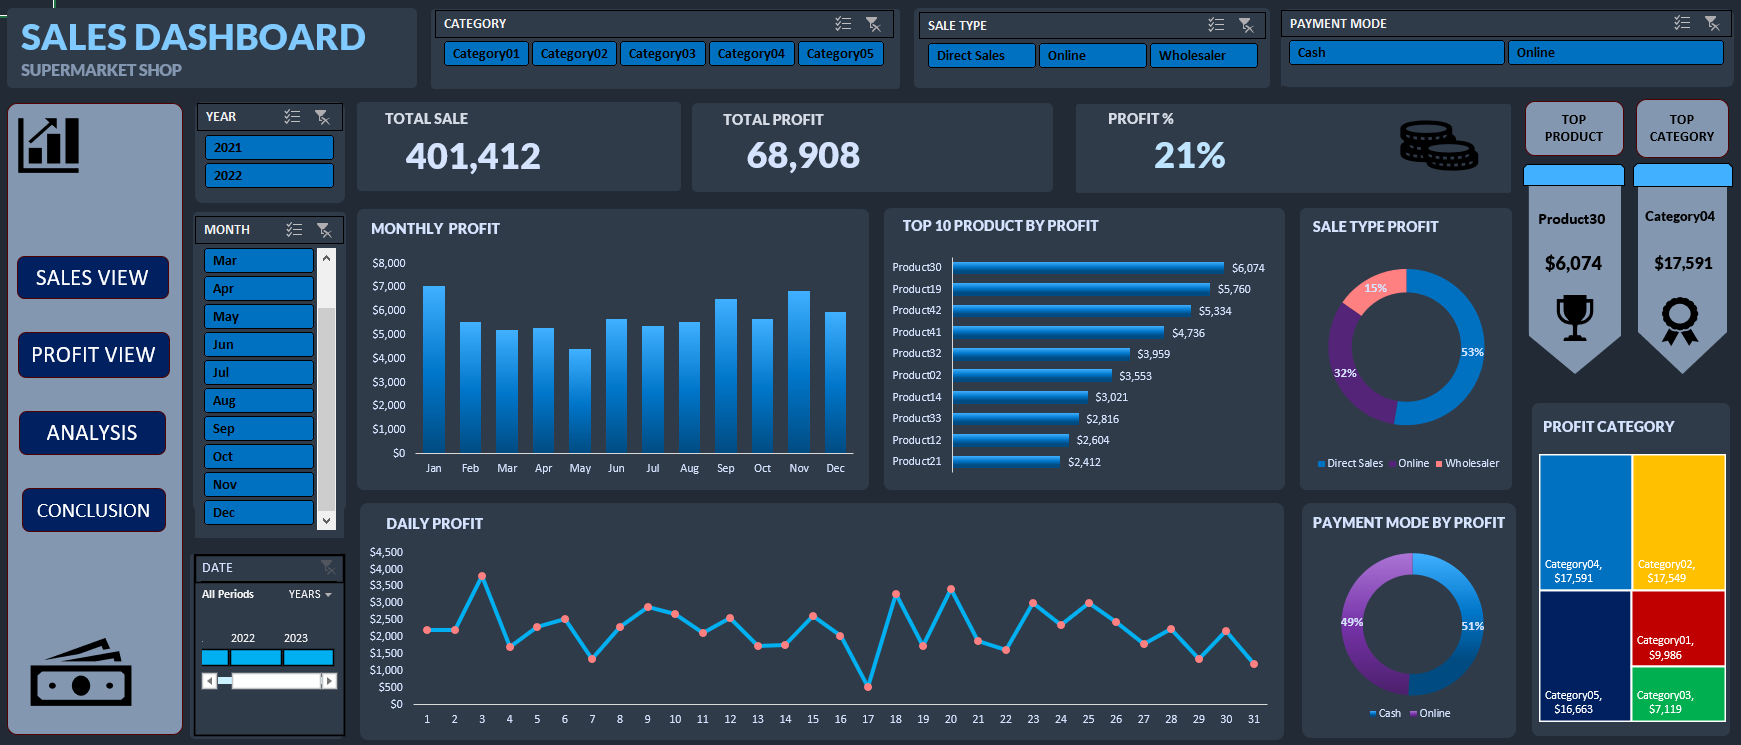 SALES DASHBOARD
SUPERMARKET SHOP
CATEGORY
Category01 Category02 Category03 Category04 Category05
SALE TYPE
Direct Sales Online Wholesaler
PAYMENT MODE
Cash Online
SALES VIEW
PROFIT VIEW
ANALYSIS
CONCLUSION
YEAR
2021
2022
MONTH
Mar
Apr
May
Jun
Jul
Aug
Sep
Oct
Nov
Dec
DATE
All Periods YEARS
2022 2023
TOTAL SALE
401,412
TOTAL PROFIT
68,908
PROFIT %
21%
TOP
PRODUCT
TOP
CATEGORY
Product30
$6,074
Category04
$17,591
MONTHLY PROFIT
$8,000
$7,000
$6,000
$5,000
$4,000
$3,000
$2,000
$1,000
$0
Jan Feb Mar Apr May Jun Jul Aug Sep Oct Nov Dec
TOP 10 PRODUCT BY PROFIT
Product30 $6,074
Product19 $5,760
Product42 $5,334
Product41 $4,736
Product32 $3,959
Product02 $3,553
Product14 $3,021
Product33 $2,816
Product12 $2,604
Product21 $2,412
SALE TYPE PROFIT
15%
53%
32%
Direct Sales Online Wholesaler
DAILY PROFIT
$4,500
$4,000
$3,500
$3,000
$2,500
$2,000
$1,500
$1,000
$500
$0
1 2 3 4 5 6 7 8 9 10 11 12 13 14 15 16 17 18 19 20 21 22 23 24 25 26 27 28 29 30 31
PAYMENT MODE BY PROFIT
49%
51%
Cash Online
PROFIT CATEGORY
Category04,
$17,591
Category02,
$17,549
Category01,
$9,986
Category05,
$16,663
Category03,
$7,119